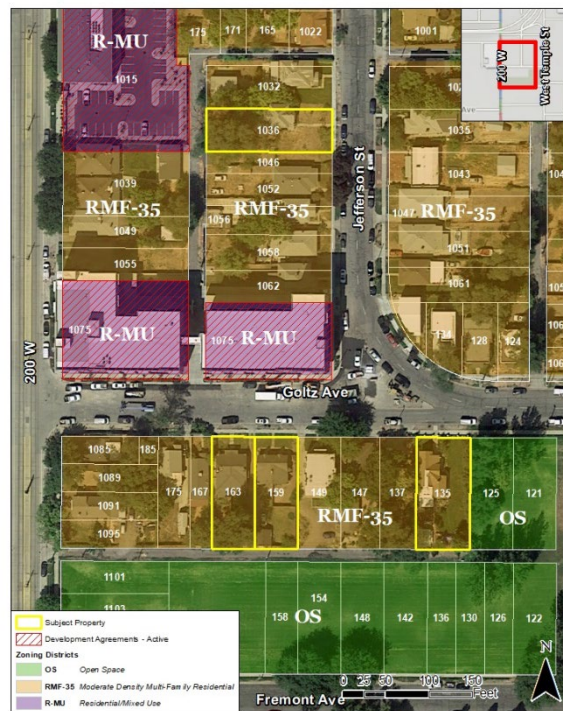 R-MU
1015
175
171
165
1022
1001
200 W
West Temple St
1032
1036
1035
1046
1039
1052
1043
RMF-35
1056
RMF-35
1047
RMF-35
1049
1058
1051
1055
1062
1061
Jefferson St
1075
R-MU
1075
R-MU
134
128
124
200 W
Goltz Ave
1085
185
1089
175
167
163
159
149
147
137
135
125
121
1091
RMF-35
OS
1095
1101
1103
154
158
OS
148
142
136
130
126
122
Subject Property
Development Agreements - Active
Zoning Districts
OS Open Space
RMF-35 Moderate Density Multi-Family Residential
R-MU Residential/Mixed Use
N
0 25 50 100 150
Feet
Fremont Ave